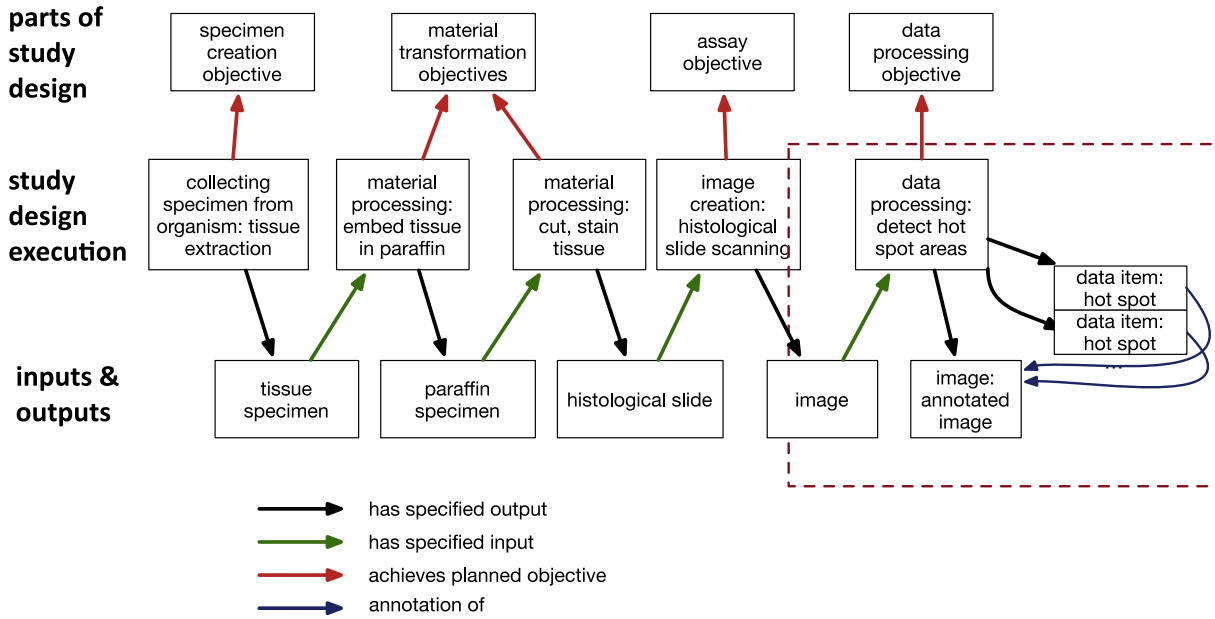 parts of
study
design
specimen
creation
objective
material
transformation
objectives
assay
objective
data
processing
objective
study
design
execution
collecting
specimen from
organism: tissue
extraction
material
processing:
embed tissue
in paraffin
material
processing:
cut, stain
tissue
image
creation:
histological
slide scanning
data
processing:
detect hot
spot areas
data item:
hot spot
data item:
hot spot
...
inputs &
outputs
tissue
specimen
paraffin
specimen
histological slide
image
image:
annotated
image
has specified output
has specified input
achieves planned objective
annotation of